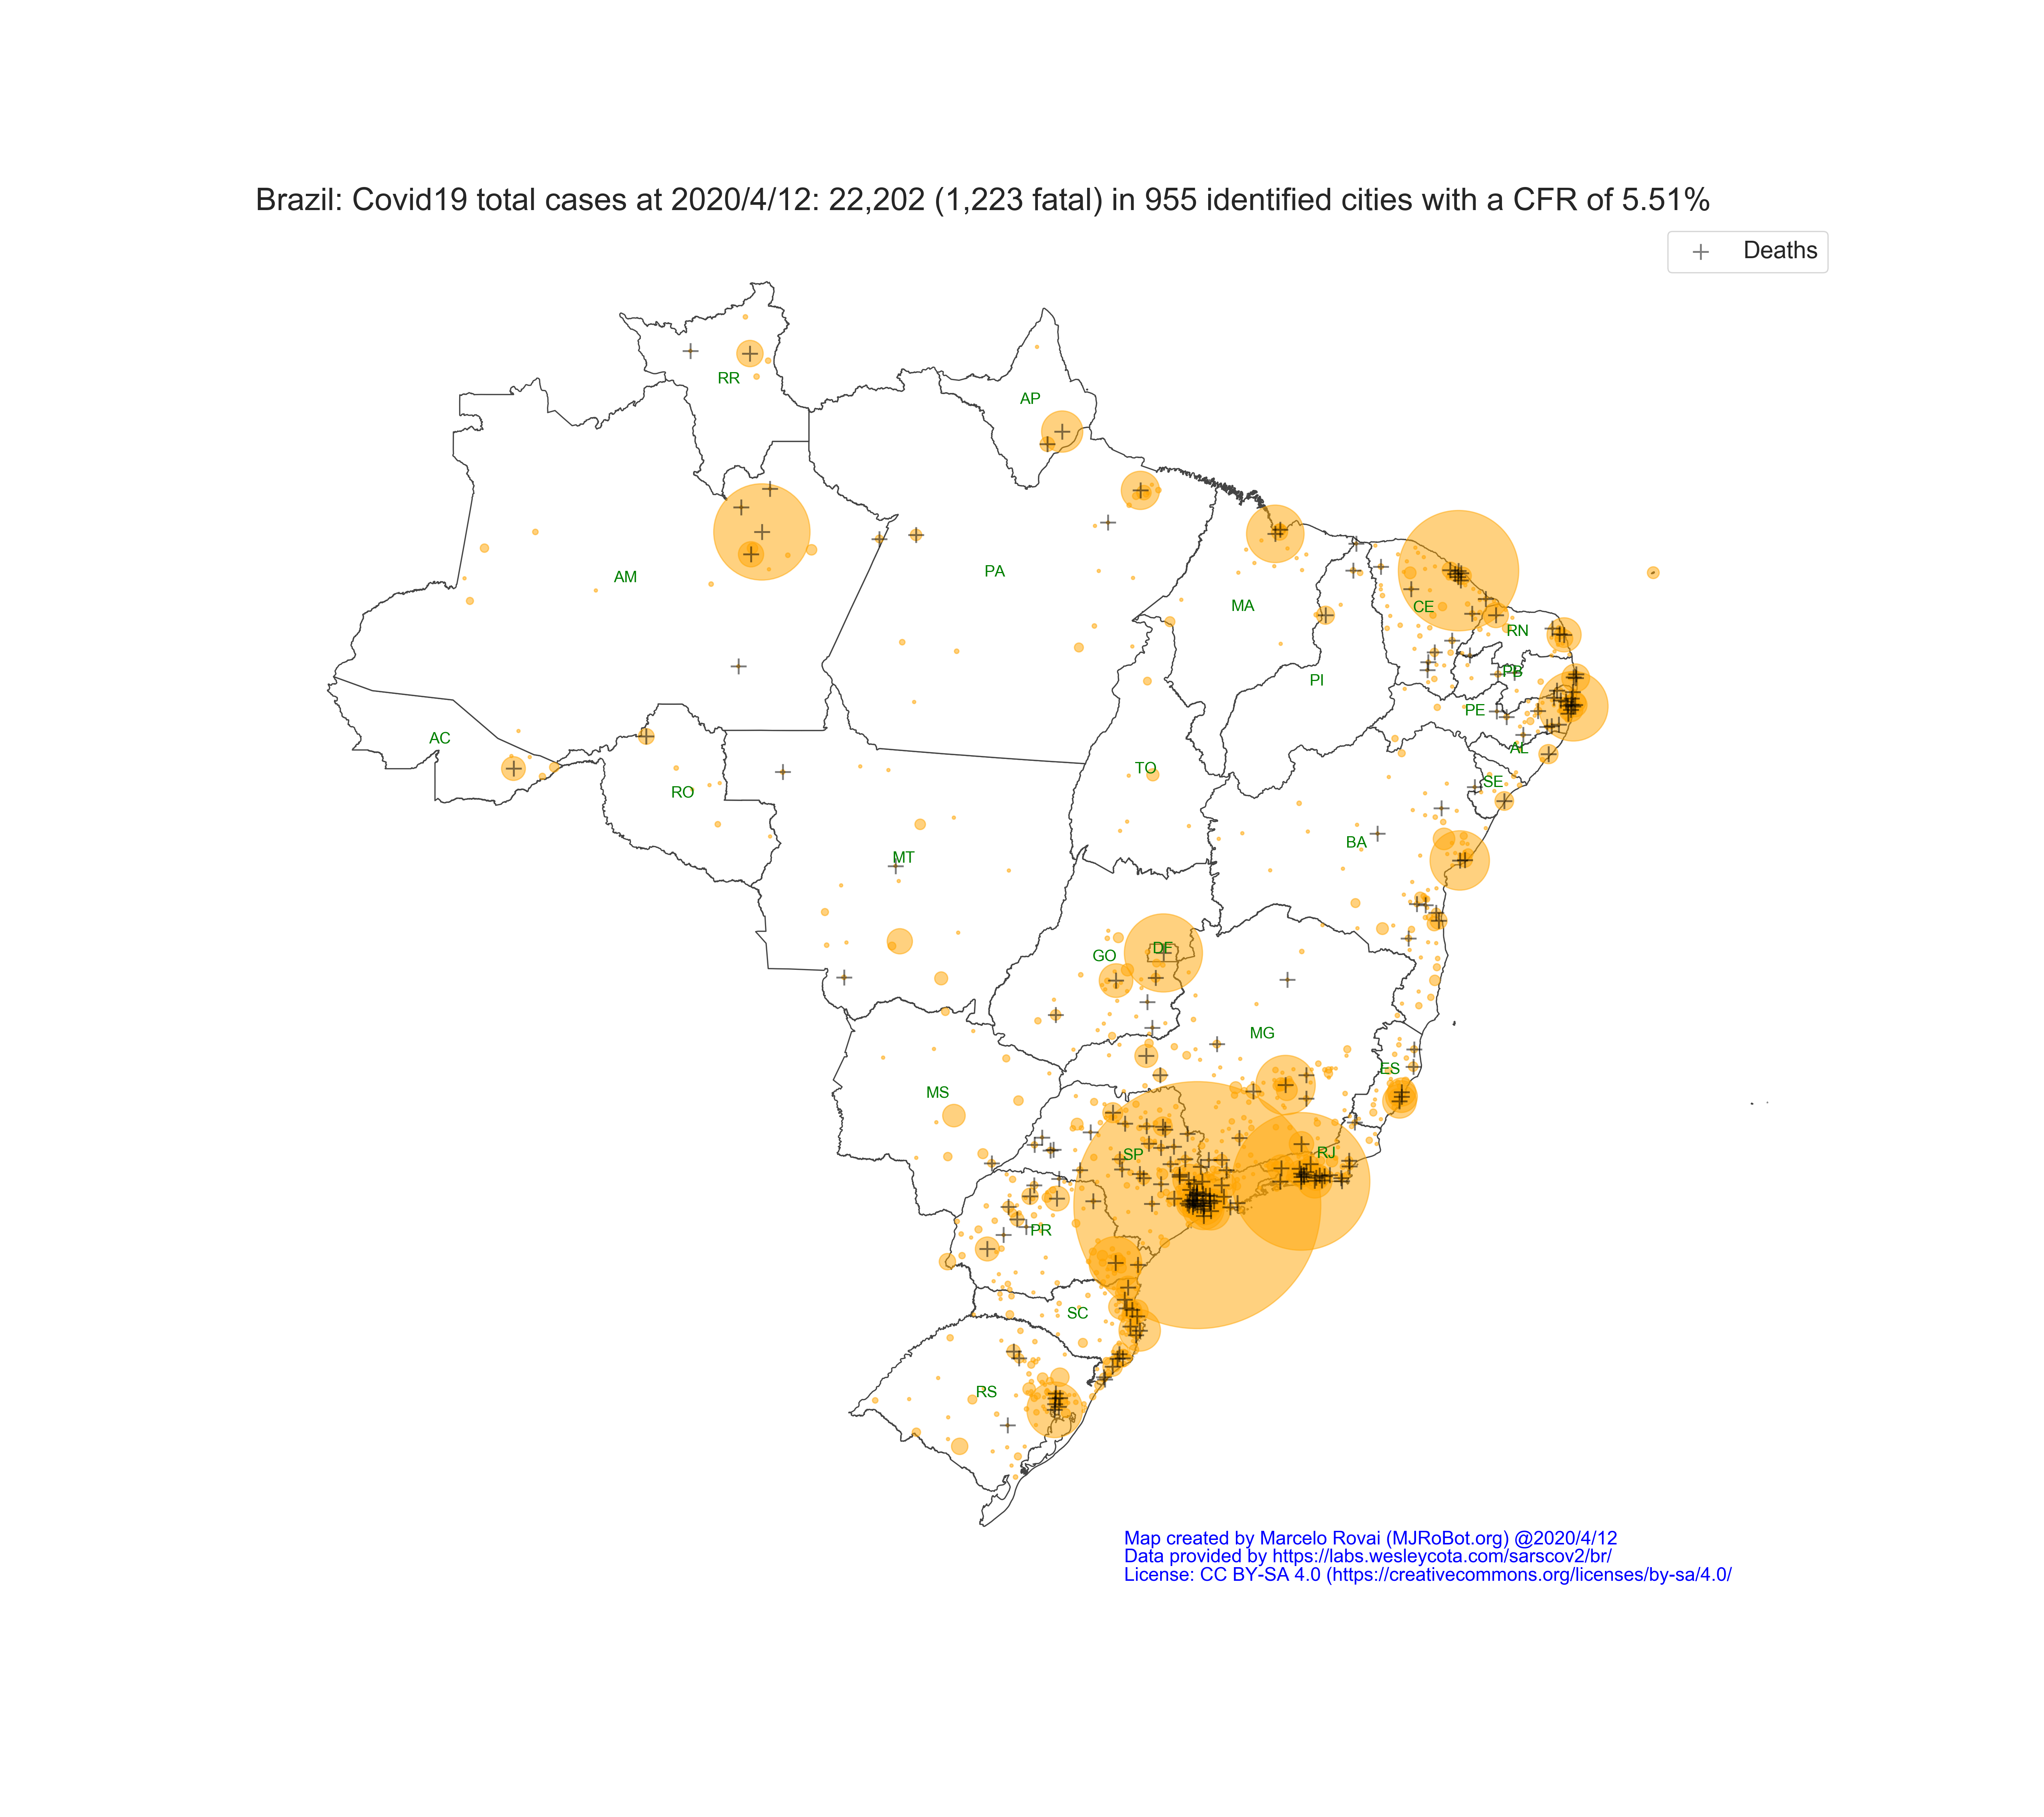 Brazil: Covid19 total cases at 2020/4/12: 22,202 (1,223 fatal) in 955 identified cities with a CFR of 5.51%
Deaths
RR
AP
AM
PA
MA
CE
RN
PB
PI
PE
AC
AL
TO
SE
RO
BA
MT
DF
GO
MG
ES
MS
SP
RJ
PR
SC
RS
Map created by Marcelo Rovai (MJRoBot.org) @2020/4/12
Data provided by https://labs.wesleycota.com/sarscov2/br/
License: CC BY-SA 4.0 (https://creativecommons.org/licenses/by-sa/4.0/